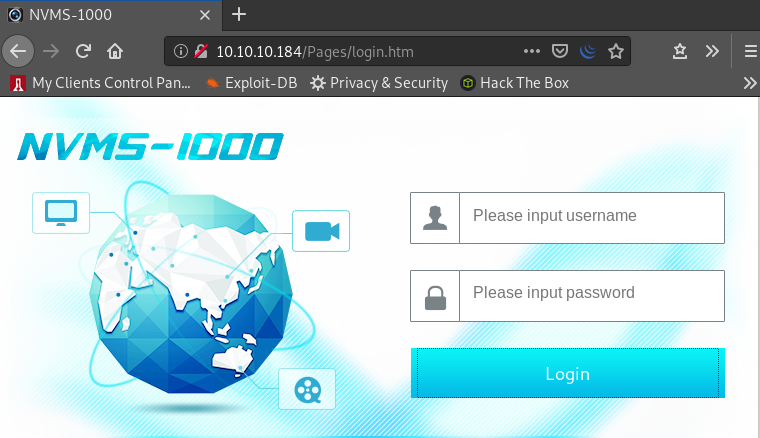 NVMS-1000
10.10.10.184/Pages/login.htm
My Clients Control Pan... Exploit-DB Privacy & Security Hack The Box
NVMS-1000
Please input username
Please input password
Login